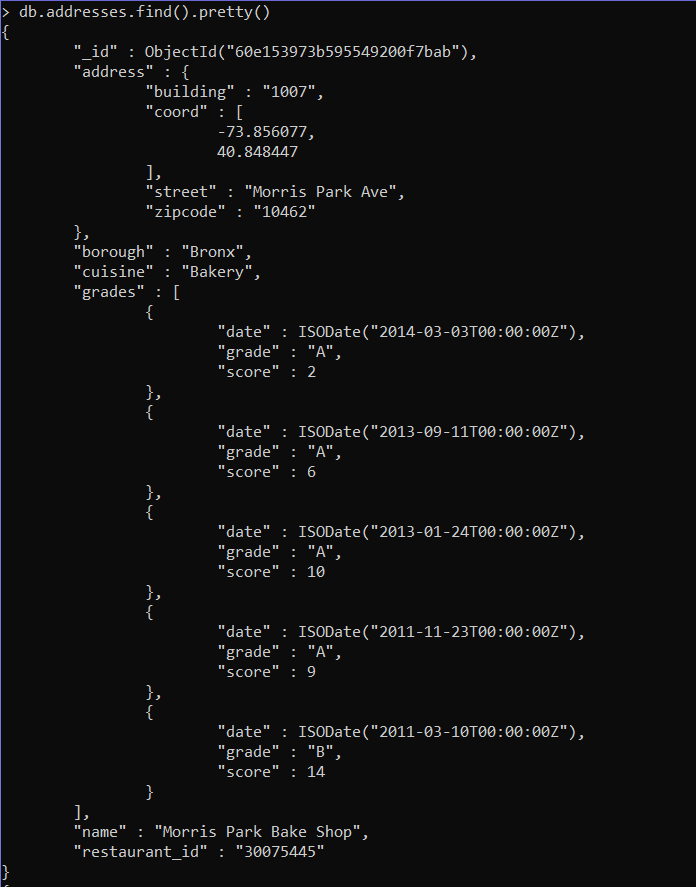 > db.addresses.find().pretty()
{
        "_id" : ObjectId("60e153973b595549200f7bab"),
        "address" : {
                "building" : "1007",
                "coord" : [
                        -73.856077,
                        40.848447
                ],
                "street" : "Morris Park Ave",
                "zipcode" : "10462"
        },
        "borough" : "Bronx",
        "cuisine" : "Bakery",
        "grades" : [
                {
                        "date" : ISODate("2014-03-03T00:00:00Z"),
                        "grade" : "A",
                        "score" : 2
                },
                {
                        "date" : ISODate("2013-09-11T00:00:00Z"),
                        "grade" : "A",
                        "score" : 6
                },
                {
                        "date" : ISODate("2013-01-24T00:00:00Z"),
                        "grade" : "A",
                        "score" : 10
                },
                {
                        "date" : ISODate("2011-11-23T00:00:00Z"),
                        "grade" : "A",
                        "score" : 9
                },
                {
                        "date" : ISODate("2011-03-10T00:00:00Z"),
                        "grade" : "B",
                        "score" : 14
                }
        ],
        "name" : "Morris Park Bake Shop",
        "restaurant_id" : "30075445"
}